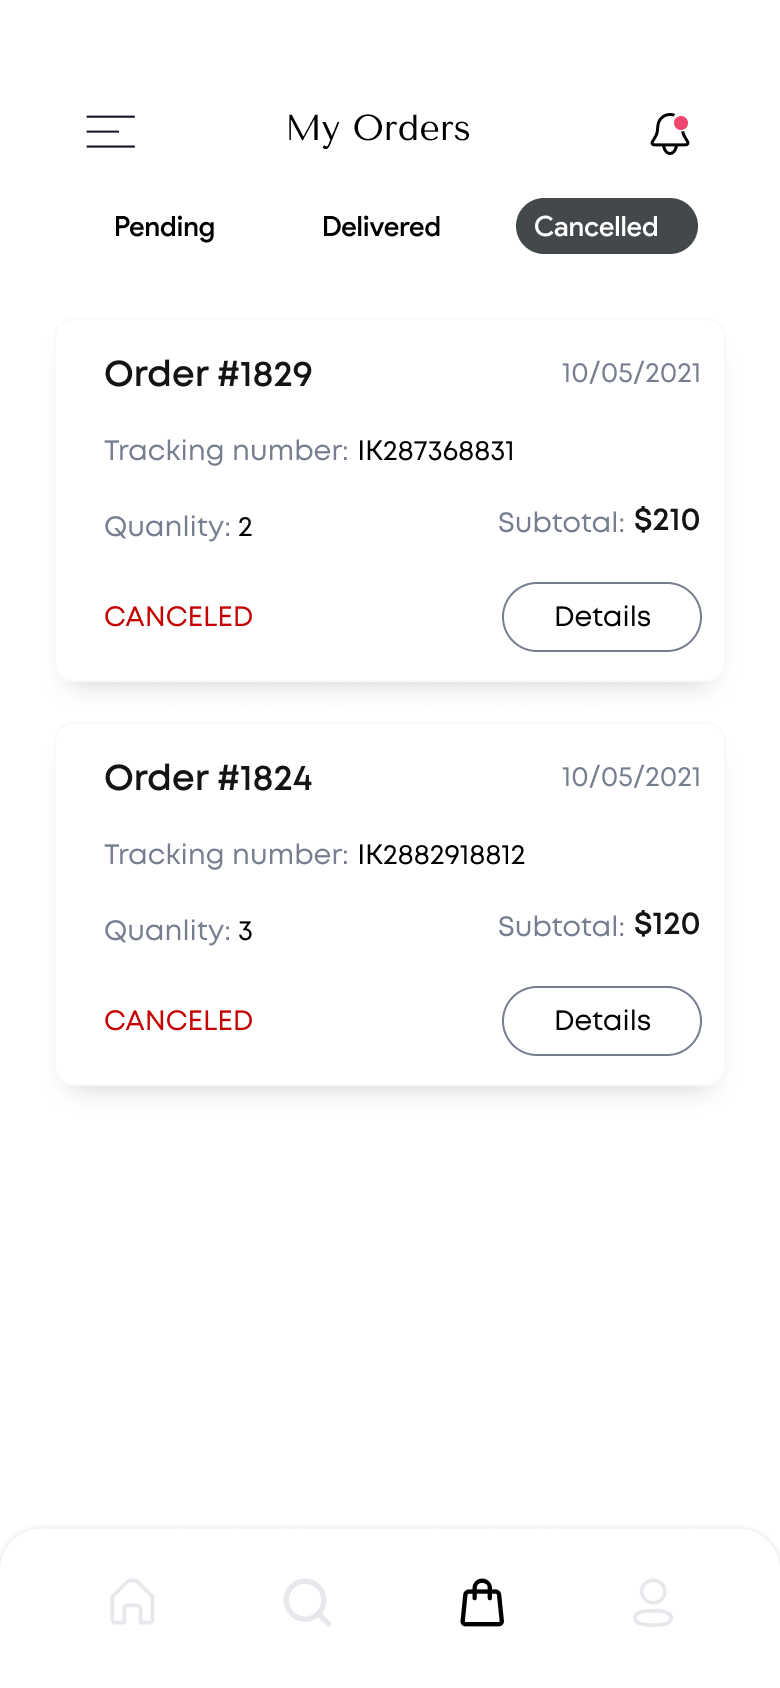 My Orders
Pending Delivered Cancelled
Order #1829 10/05/2021
Tracking number: IK287368831
Quanlity: 2 Subtotal: $210
CANCELED Details
Order #1824 10/05/2021
Tracking number: IK2882918812
Quanlity: 3 Subtotal: $120
CANCELED Details